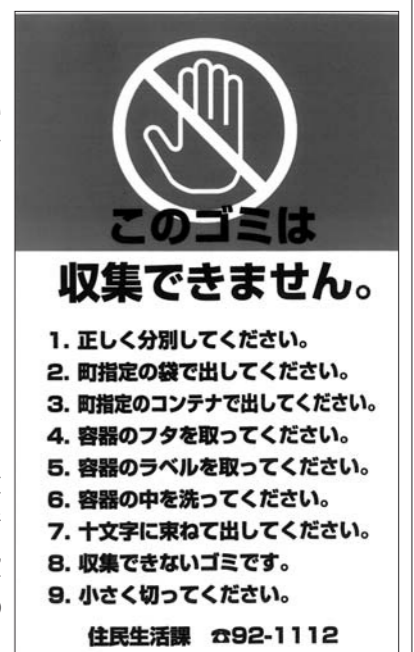 このゴミは
収集できません。
1. 正しく分別してください。
2. 町指定の袋で出してください。
3. 町指定のコンテナで出してください。
4. 容器のフタを取ってください。
5. 容器のラベルを取ってください。
6. 容器の中を洗ってください。
7. 十文字に束ねて出してください。
8. 収集できないゴミです。
9. 小さく切ってください。
住民生活課 ☎92-1112